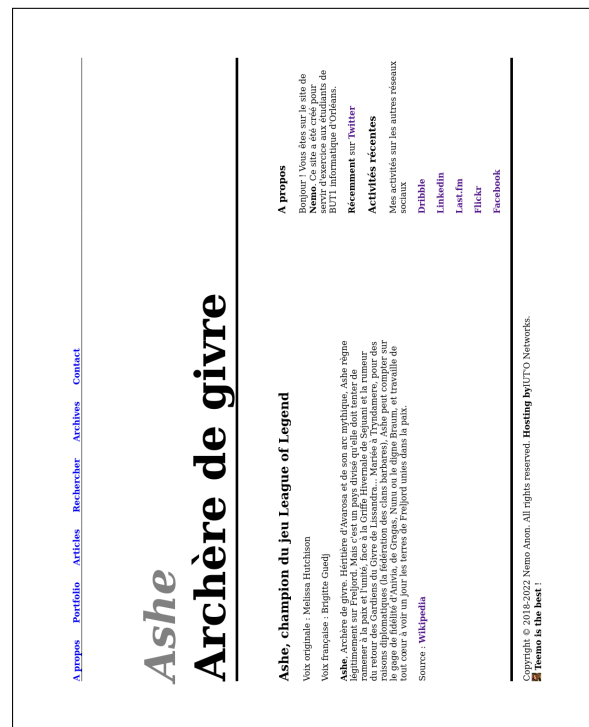 A propos Portfolio Articles Rechercher Archives Contact
Ashe
Archère de givre
Ashe, champion du jeu League of Legend
Voix originale : Melissa Hutchison
Voix française : Brigitte Guedj
Ashe, Archère de givre. Héritière d'Avarosa et de son arc mythique, Ashe règne
légitimement sur Freljord. Mais c'est un pays divisé qu'elle doit tenter de
ramener à la paix et l'unité, face à la Griffe Hivernale de Sejuani et la rumeur
du retour des Gardiens du Givre de Lissandra... Mariée à Tryndamere, pour des
raisons diplomatiques (la fédération des clans barbares), Ashe peut compter sur
le gage de fidélité d'Anivia, de Gragas, Nunu ou le digne Braum, et travaille de
tout cœur à voir un jour les terres de Freljord unies dans la paix.
Source : Wikipedia
A propos
Bonjour ! Vous êtes sur le site de
Nemo. Ce site a été créé pour
servir d'exercice aux étudiants de
BUT1 informatique d'Orléans.
Récemment sur Twitter
Activités récentes
Mes activités sur les autres réseaux
sociaux
Dribble
Linkedin
Last.fm
Flickr
Facebook
Copyright © 2018-2022 Nemo Anon. All rights reserved. Hosting byIUT'O Networks.
Teemo is the best !